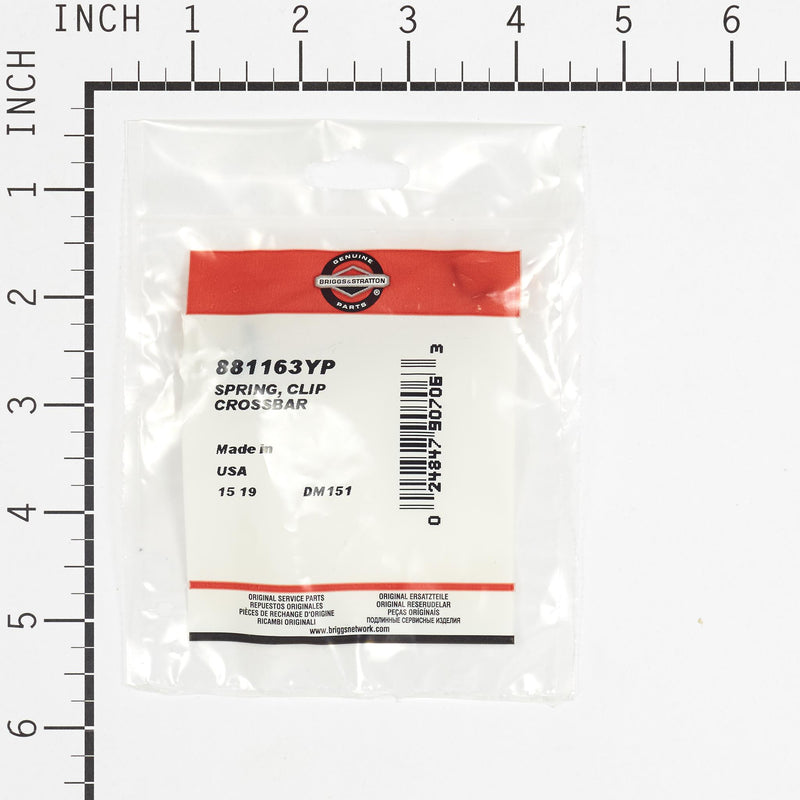 INCH 1 2 3 4 5 6
INCH
1
2
3
4
5
6
GENUINE
BRIGGS&STRATTON
®
PARTS
881163YP
SPRING, CLIP
CROSSBAR
Made in
USA
15 19 DM151
0 24847 90706 3
ORIGINAL SERVICE PARTS
REPUESTOS ORIGINALES
PIÈCES DE RECHANGE D'ORIGINE
RICAMBI ORIGINALI
ORIGINAL ERSATZTEILE
ORIGINAL RESERUDELAR
PEÇAS ORIGINAIS
ПОДЛИННЫЕ СЕРВИСНЫЕ ИЗДЕЛИЯ
www.briggsnetwork.com